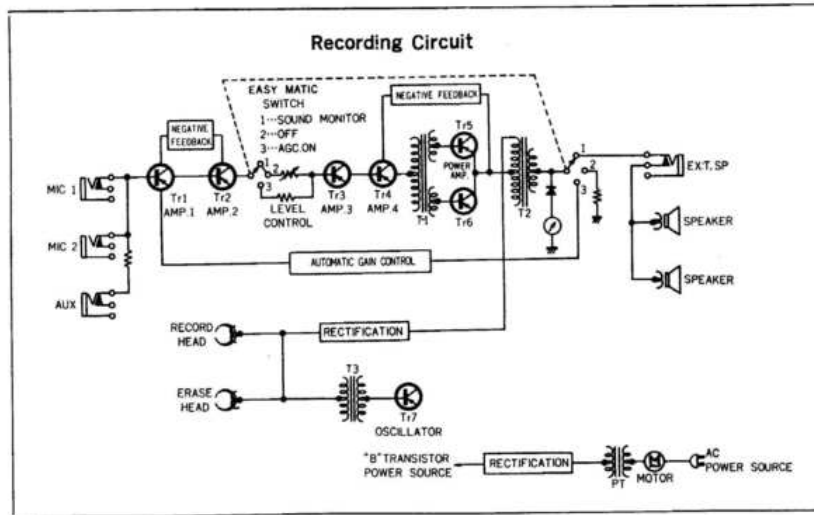 Recording Circuit
EASY MATIC
SWITCH
1···SOUND MONITOR
2···OFF
3···AGC.ON
NEGATIVE
FEEDBACK
NEGATIVE FEEDBACK
Tr5
POWER
AMP.
Tr6
MIC 1
Tr1
AMP.1
Tr2
AMP.2
1
2
3
LEVEL
CONTROL
Tr3
AMP.3
Tr4
AMP.4
T1
T2
1
2
3
EXT.SP
MIC 2
SPEAKER
AUTOMATIC GAIN CONTROL
AUX
SPEAKER
RECORD
HEAD
RECTIFICATION
ERASE
HEAD
T3
Tr7
OSCILLATOR
"B" TRANSISTOR
POWER SOURCE
RECTIFICATION
PT
MOTOR
AC
POWER SOURCE